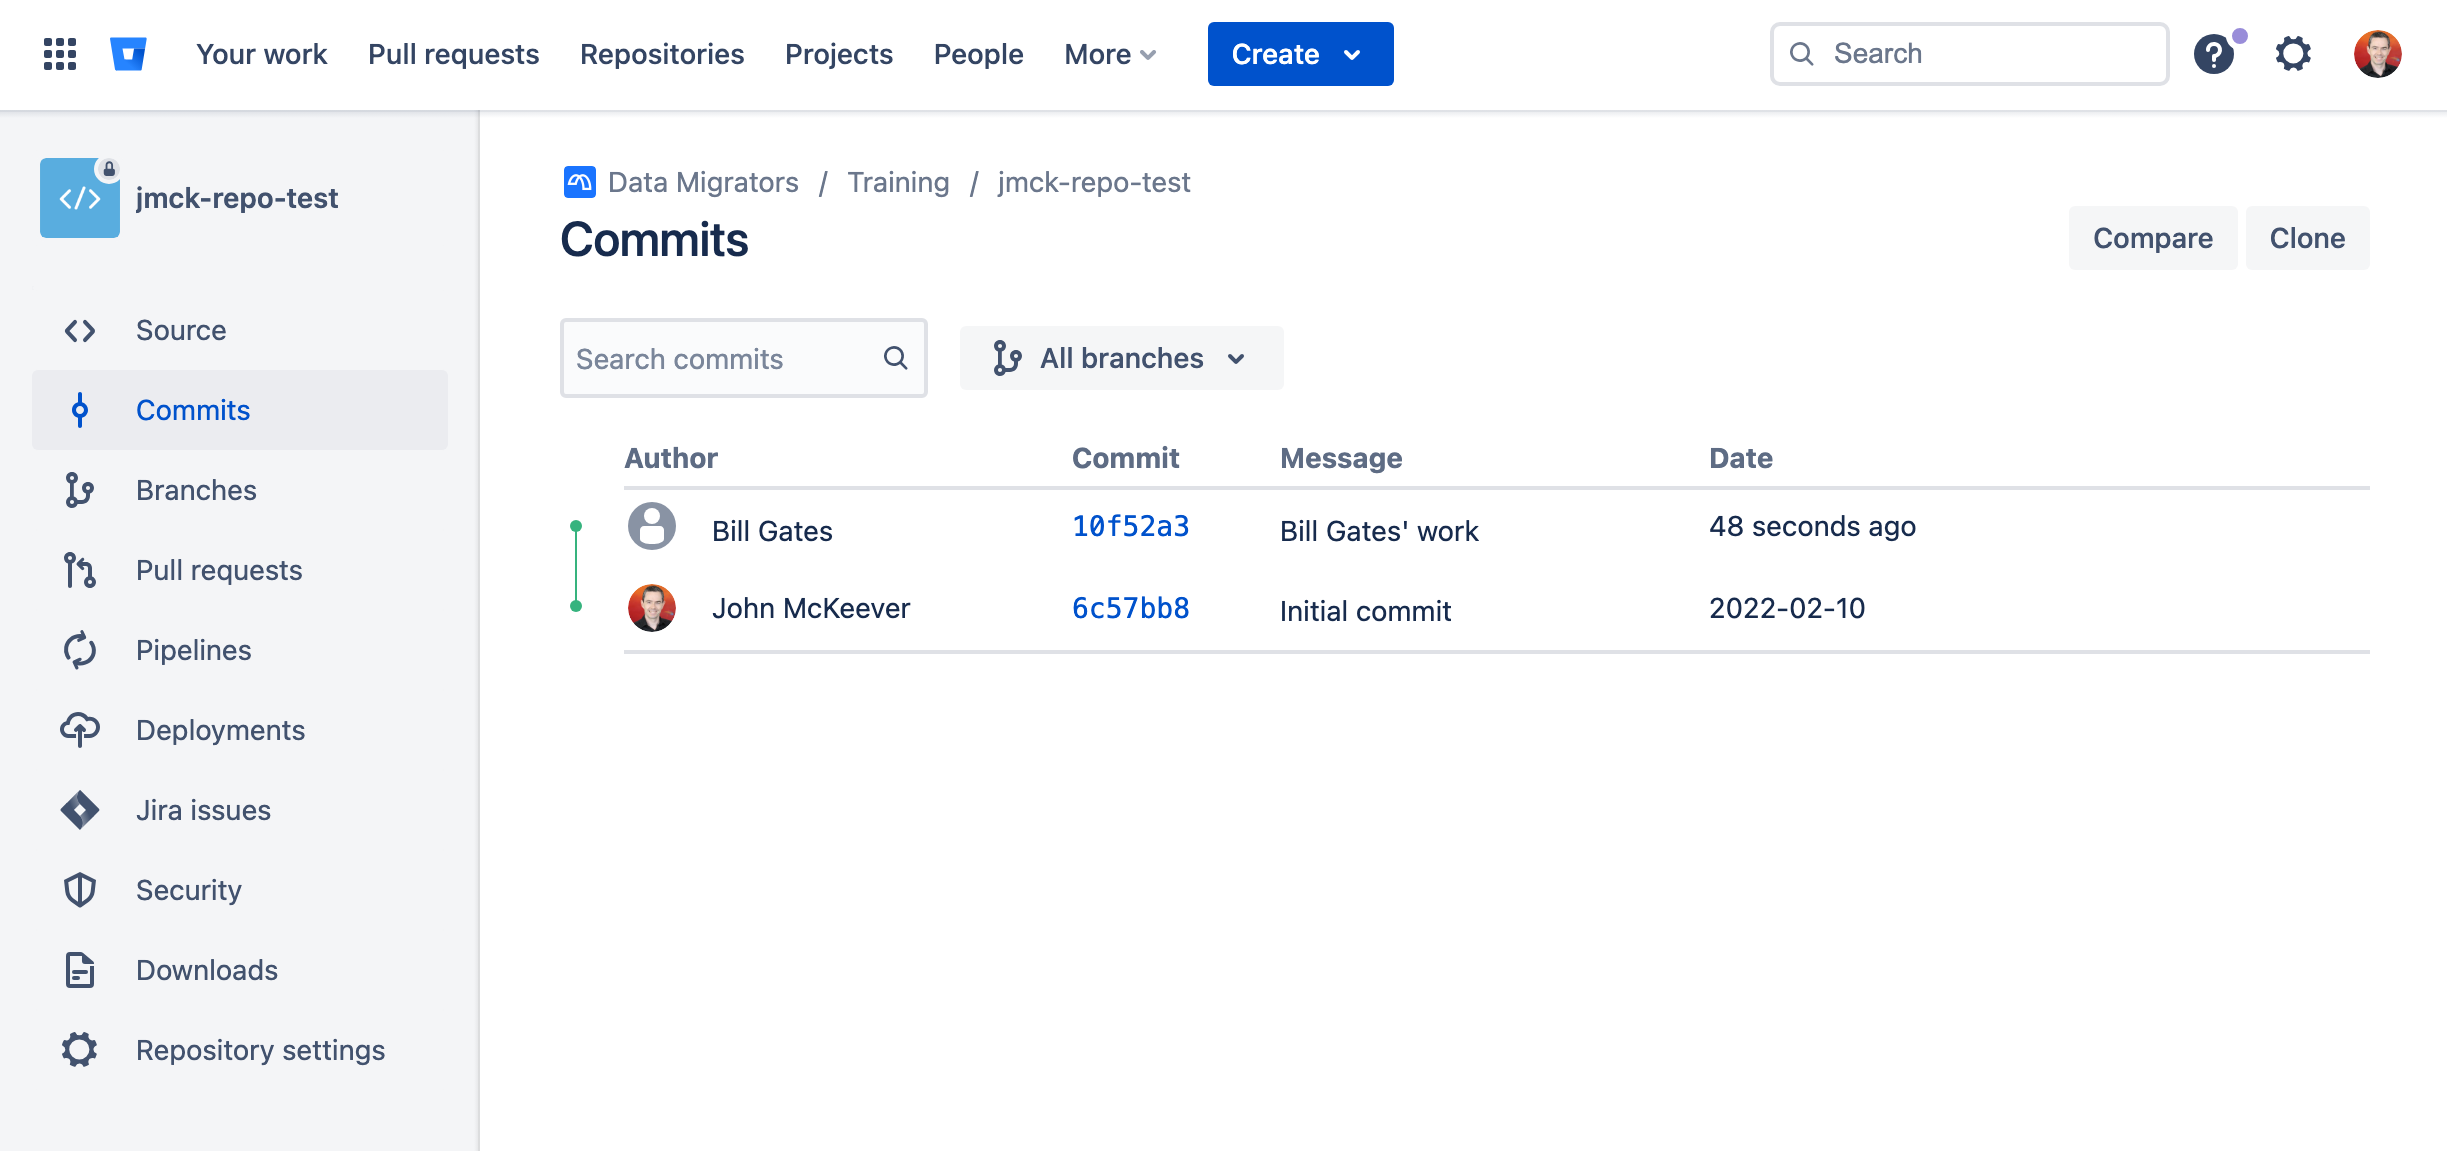 Your work Pull requests Repositories Projects People More Create Search ?
</> jmck-repo-test
Source
Commits
Branches
Pull requests
Pipelines
Deployments
Jira issues
Security
Downloads
Repository settings
Data Migrators / Training / jmck-repo-test
Commits
Compare Clone
Search commits All branches
Author Commit Message Date
Bill Gates 10f52a3 Bill Gates' work 48 seconds ago
John McKeever 6c57bb8 Initial commit 2022-02-10